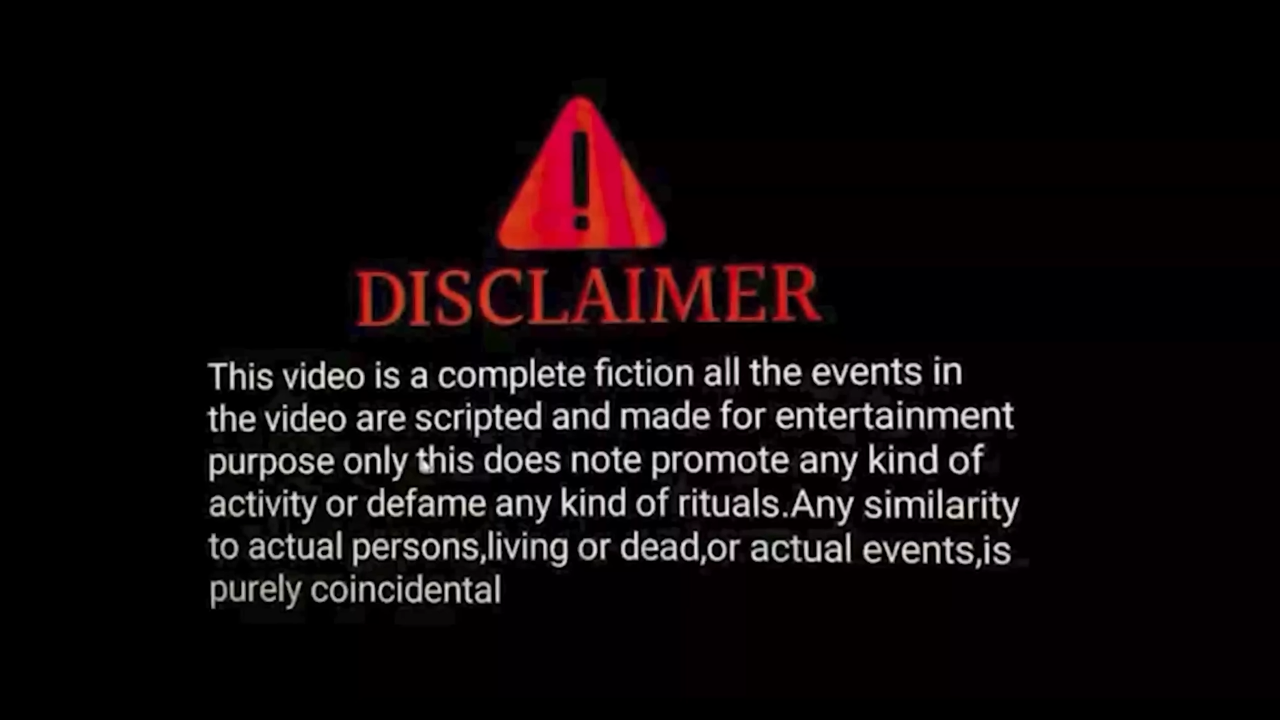 DISCLAIMER
This video is a complete fiction all the events in
the video are scripted and made for entertainment
purpose only this does note promote any kind of
activity or defame any kind of rituals.Any similarity
to actual persons,living or dead,or actual events,is
purely coincidental